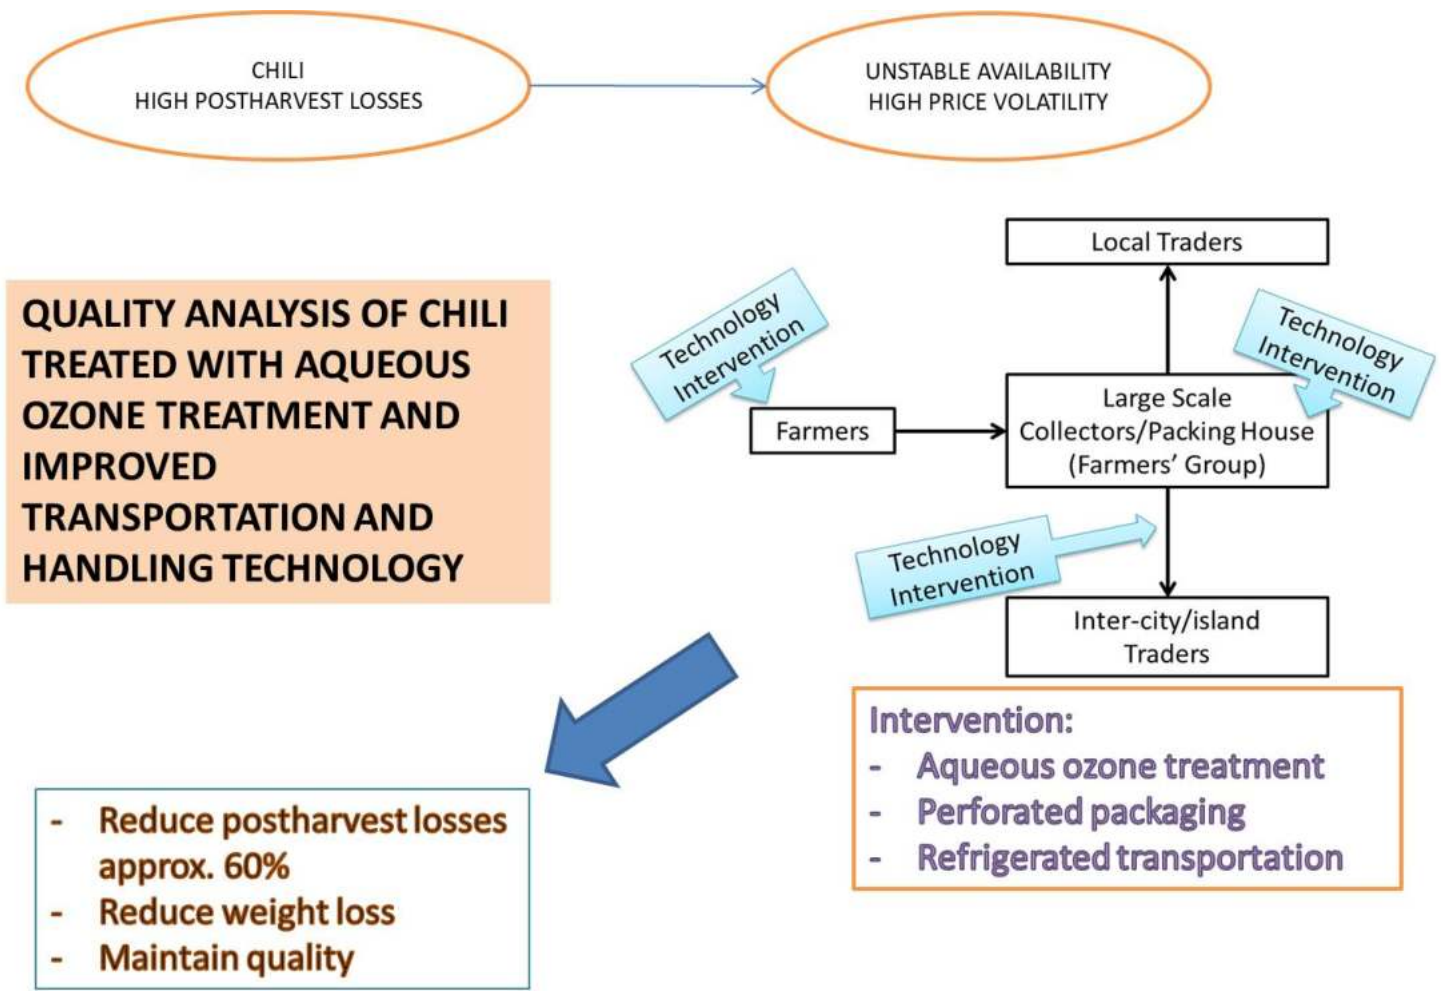 CHILI
HIGH POSTHARVEST LOSSES
UNSTABLE AVAILABILITY
HIGH PRICE VOLATILITY
QUALITY ANALYSIS OF CHILI
TREATED WITH AQUEOUS
OZONE TREATMENT AND
IMPROVED
TRANSPORTATION AND
HANDLING TECHNOLOGY
Local Traders
Technology
Intervention
Technology
Intervention
Farmers
Large Scale
Collectors/Packing House
(Farmers' Group)
Technology
Intervention
Inter-city/island
Traders
Intervention:
- Aqueous ozone treatment
- Perforated packaging
- Refrigerated transportation
- Reduce postharvest losses
approx. 60%
- Reduce weight loss
- Maintain quality